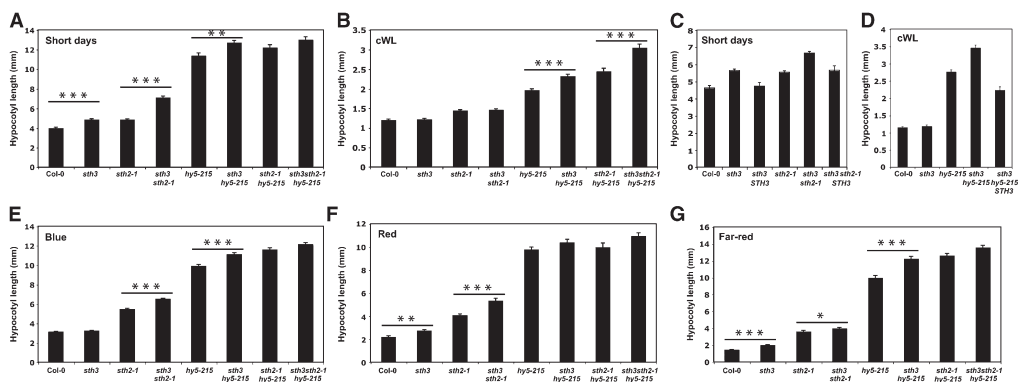 A
Short days
Hypocotyl length (mm)
14
12
10
8
6
4
2
0
***
***
**
Col-0 sth3 sth2-1 sth3 hy5-215 sth3 sth2-1 sth3sth2-1
sth2-1 hy5-215 hy5-215 hy5-215
B
cWL
Hypocotyl length (mm)
3.5
3
2.5
2
1.5
1
0.5
0
***
***
Col-0 sth3 sth2-1 sth3 hy5-215 sth3 sth2-1 sth3sth2-1
sth2-1 hy5-215 hy5-215 hy5-215
C
Short days
Hypocotyl length (mm)
8
7
6
5
4
3
2
1
0
Col-0 sth3 sth3 sth2-1 sth3 sth3 sth2-1
STH3 sth2-1 STH3
D
cWL
Hypocotyl length (mm)
4
3.5
3
2.5
2
1.5
1
0.5
0
Col-0 sth3 hy5-215 sth3 sth3
hy5-215 hy5-215
STH3
E
Blue
Hypocotyl length (mm)
14
12
10
8
6
4
2
0
***
***
Col-0 sth3 sth2-1 sth3 hy5-215 sth3 sth2-1 sth3sth2-1
sth2-1 hy5-215 hy5-215 hy5-215
F
Red
Hypocotyl length (mm)
12
10
8
6
4
2
0
**
***
Col-0 sth3 sth2-1 sth3 hy5-215 sth3 sth2-1 sth3sth2-1
sth2-1 hy5-215 hy5-215 hy5-215
G
Far-red
Hypocotyl length (mm)
16
14
12
10
8
6
4
2
0
***
*
***
Col-0 sth3 sth2-1 sth3 hy5-215 sth3 sth2-1 sth3sth2-1
sth2-1 hy5-215 hy5-215 hy5-215